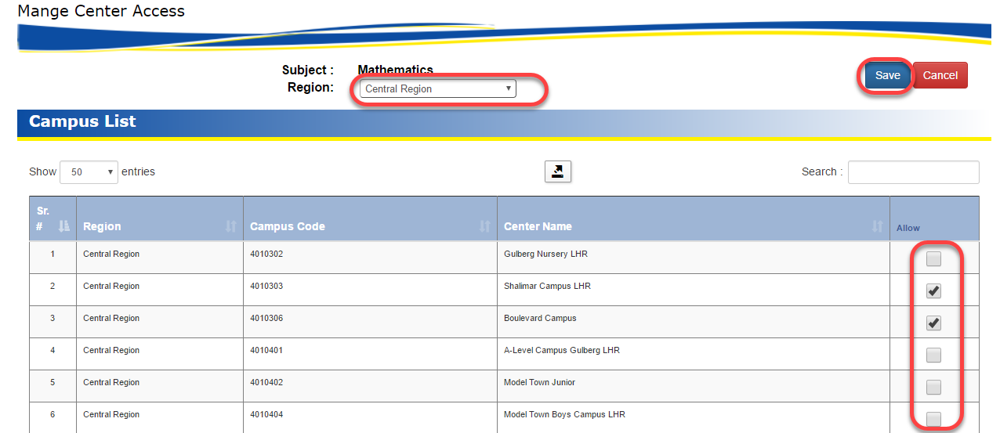 Mange Center Access
Subject : Mathematics
Region: Central Region
Save Cancel
Campus List
Show 50 entries Search :
Sr. # Region Campus Code Center Name Allow
1 Central Region 4010302 Gulberg Nursery LHR
2 Central Region 4010303 Shalimar Campus LHR
3 Central Region 4010306 Boulevard Campus
4 Central Region 4010401 A-Level Campus Gulberg LHR
5 Central Region 4010402 Model Town Junior
6 Central Region 4010404 Model Town Boys Campus LHR